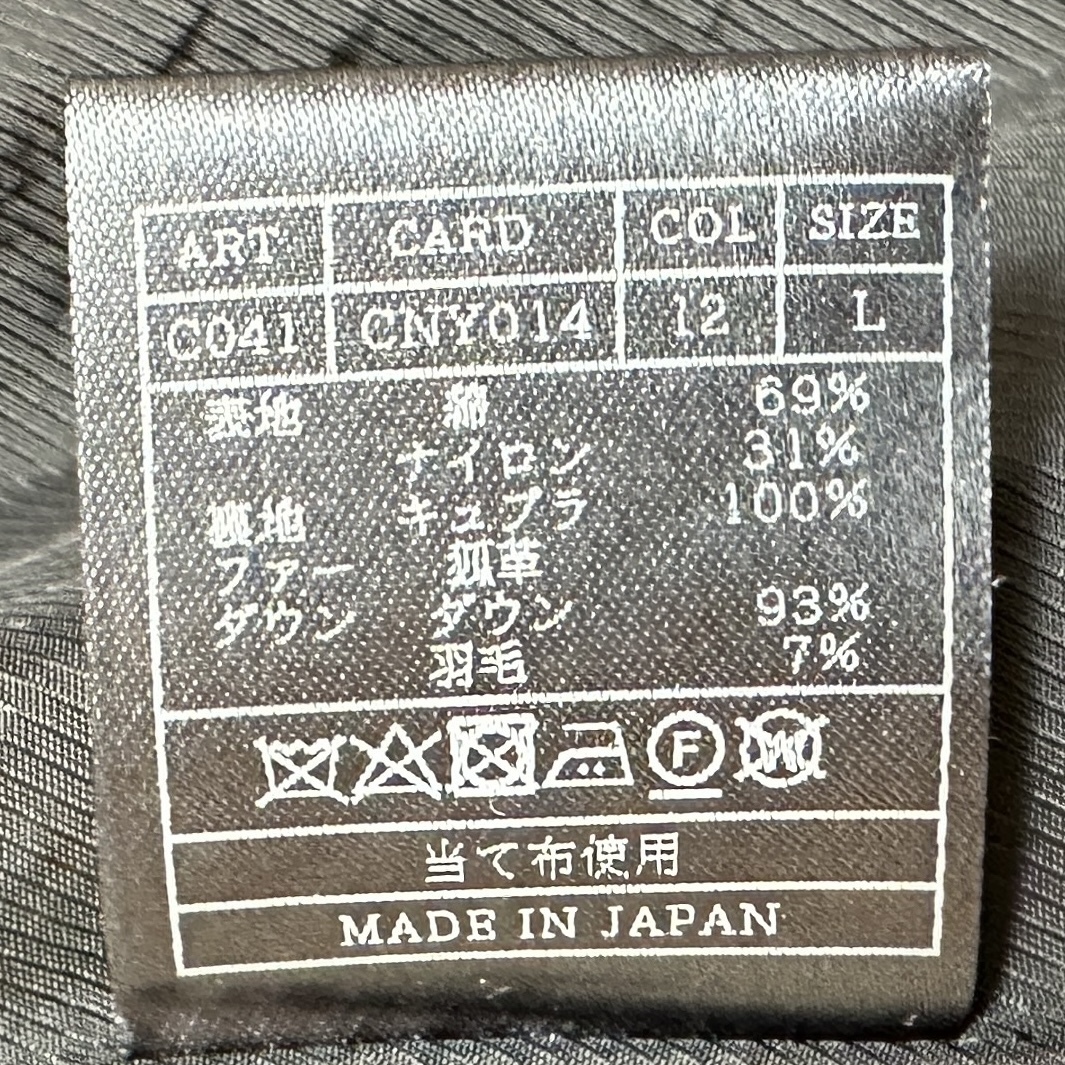 ART CARD COL SIZE
C041 CNY014 12 L
表地 綿 69%
ナイロン 31%
裏地 キュプラ 100%
ファー 狐革
ダウン ダウン 93%
羽毛 7%
F W
当て布使用
MADE IN JAPAN